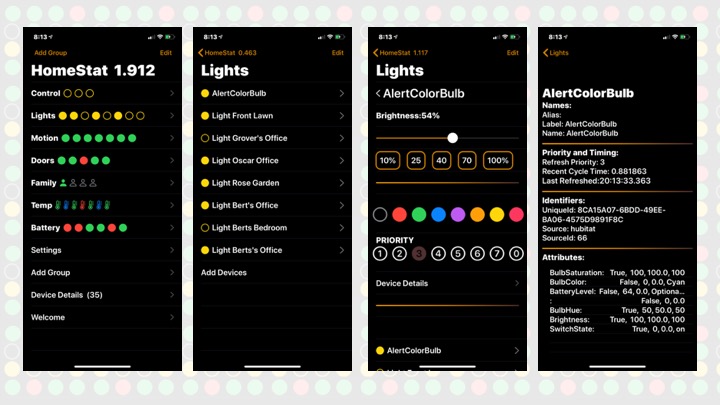 8:13
Add Group
Edit
HomeStat 1.912
Control
Lights
Motion
Doors
Family
Temp
Battery
Settings
Add Group
Device Details (35)
Welcome
8:13
HomeStat 0.463
Edit
Lights
AlertColorBulb
Light Front Lawn
Light Grover's Office
Light Oscar Office
Light Rose Garden
Light Bert's Office
Light Berts Bedroom
Light Berts's Office
Add Devices
8:13
HomeStat 1.117
Edit
Lights
AlertColorBulb
Brightness:54%
10% 25 40 70 100%
PRIORITY
1 2 3 4 5 6 7 0
Device Details
AlertColorBulb
8:13
Lights
AlertColorBulb
Names:
Alias:
Label: AlertColorBulb
Name: AlertColorBulb
Priority and Timing:
Refresh Priority: 3
Recent Cycle Time: 0.881863
Last Refreshed:20:13:33.363
Identifiers:
UniqueId: 8CA15A07-6BDD-49EE-
BA06-4575D9891F8C
Source: hubitat
SourceId: 66
Attributes:
BulbSaturation: True, 100, 100.0, 100
BulbColor: False, 0, 0.0, Cyan
BatteryLevel: False, 64, 0.0, Optiona...
: False, 0, 0.0
BulbHue: True, 50, 50.0, 50
Brightness: True, 100, 100.0, 100
SwitchState: True, 0, 0.0, on